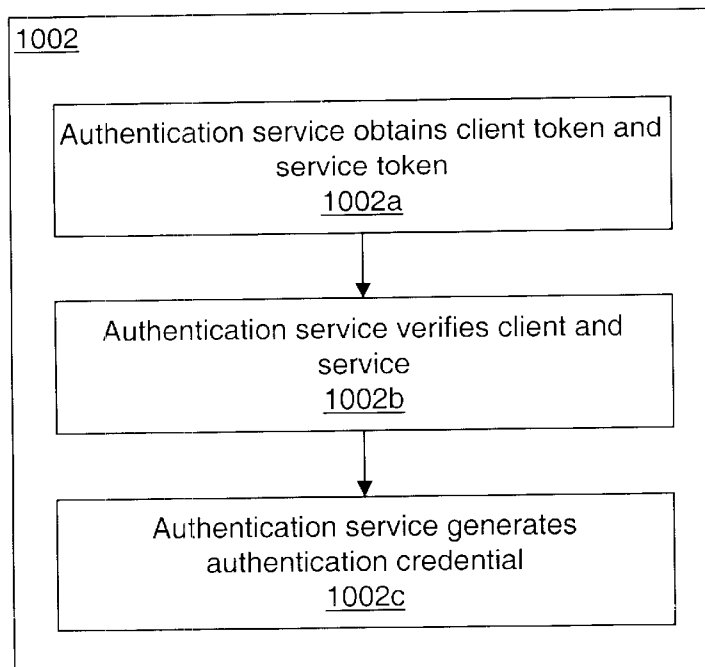 1002
Authentication service obtains client token and
service token
1002a
Authentication service verifies client and
service
1002b
Authentication service generates
authentication credential
1002c